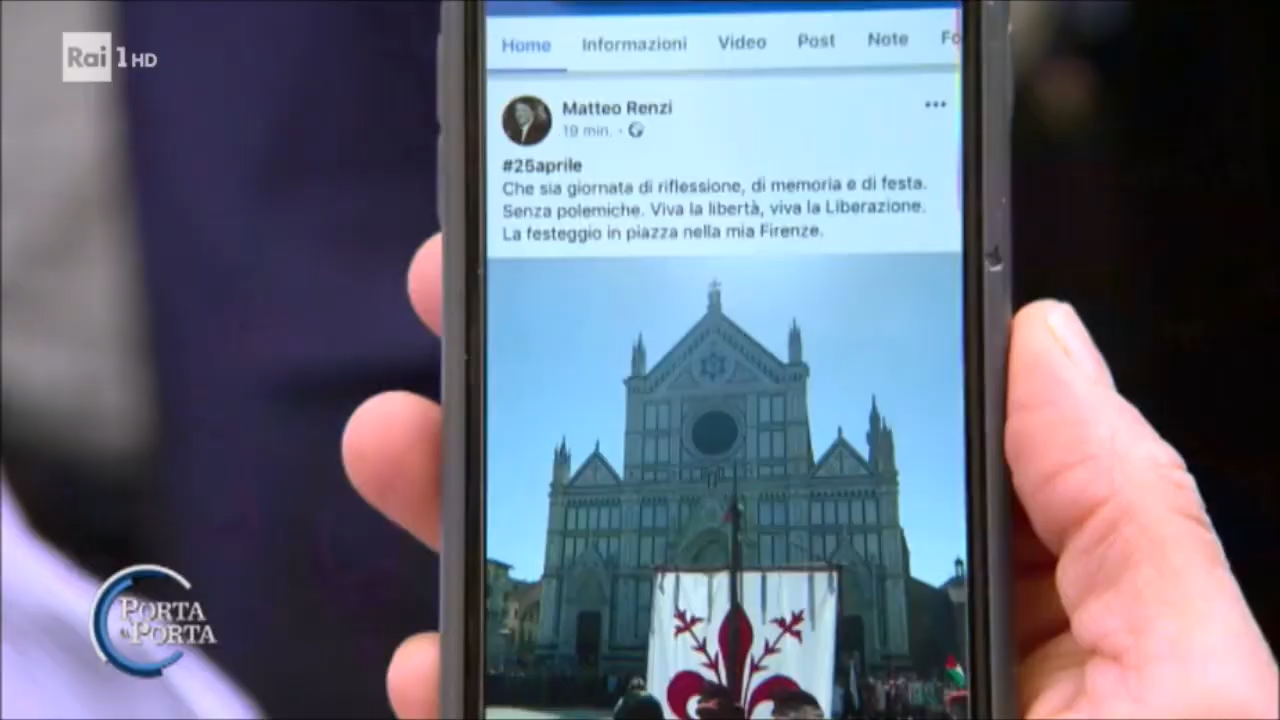 Rai 1 HD
Home Informazioni Video Post Note Fo
Matteo Renzi
19 min.
#25aprile
Che sia giornata di riflessione, di memoria e di festa.
Senza polemiche. Viva la libertà, viva la Liberazione.
La festeggio in piazza nella mia Firenze.
PORTA
a PORTA